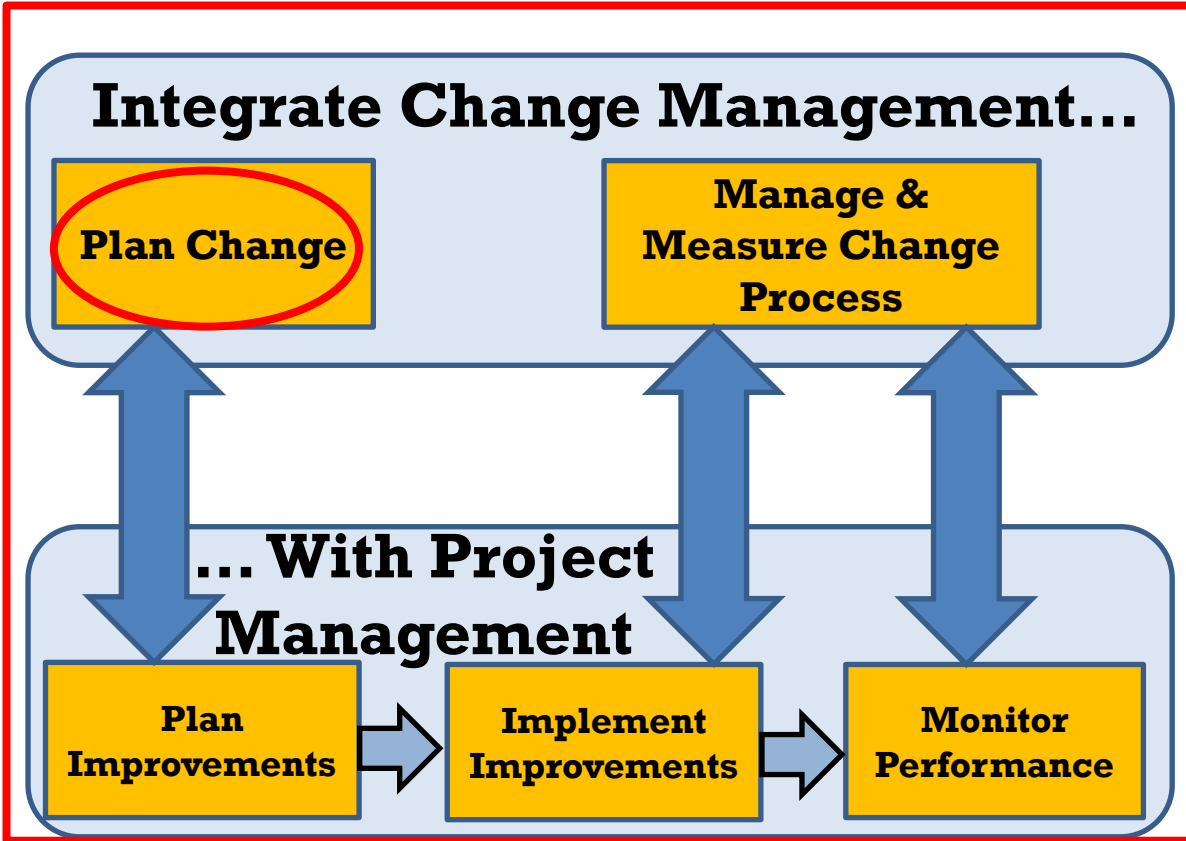 Integrate Change Management...
Plan Change
Manage &
Measure Change
Process
... With Project
Management
Plan
Improvements
Implement
Improvements
Monitor
Performance